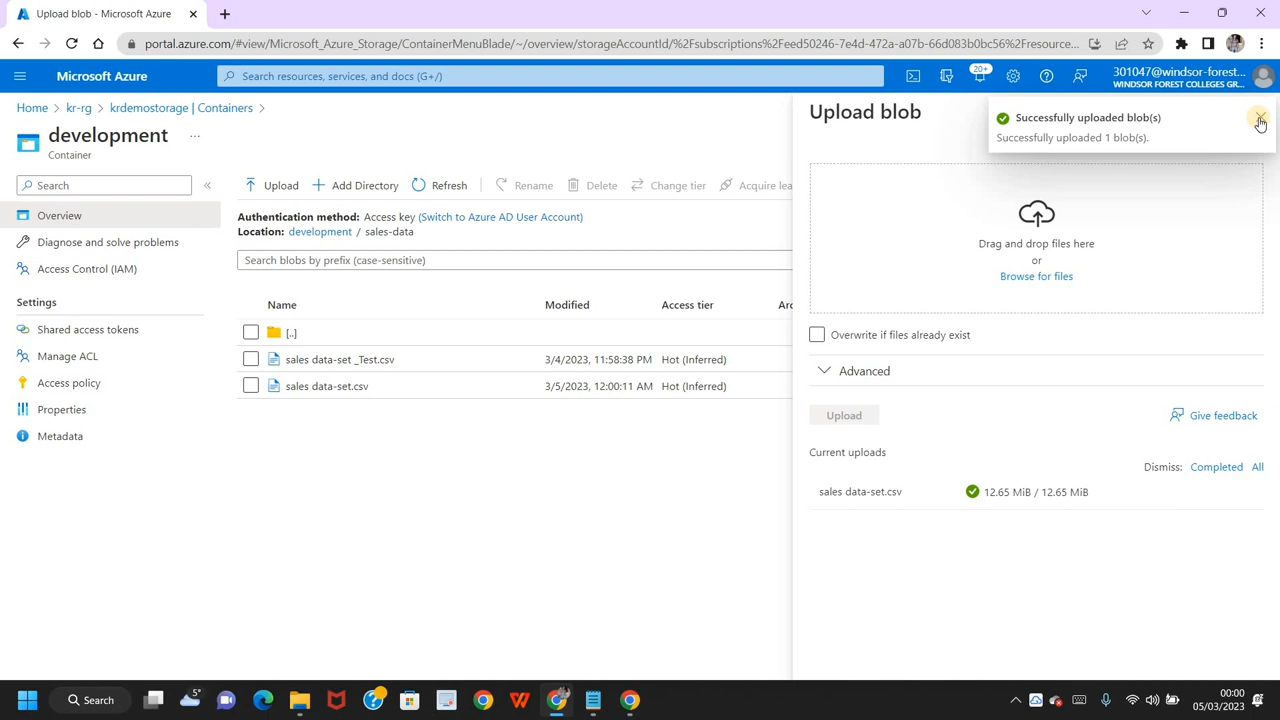 Upload blob - Microsoft Azure
portal.azure.com/#view/Microsoft_Azure_Storage/ContainerMenuBlade/~/overview/storageAccountId/%2Fsubscriptions%2Feed50246-7e4d-472a-a07b-66d083b0bc56%2Fresource...
Microsoft Azure
Search resources, services, and docs (G+/)
20+
301047@windsor-forest...
WINDSOR FOREST COLLEGES GR...
Home > kr-rg > krdemostorage | Containers >
development
...
Container
Search
«
Overview
Diagnose and solve problems
Access Control (IAM)
Settings
Shared access tokens
Manage ACL
Access policy
Properties
Metadata
Upload
Add Directory
Refresh
Rename
Delete
Change tier
Acquire lea
Authentication method: Access key (Switch to Azure AD User Account)
Location: development / sales-data
Search blobs by prefix (case-sensitive)
Name Modified Access tier Arc
[..]
sales data-set _Test.csv 3/4/2023, 11:58:38 PM Hot (Inferred)
sales data-set.csv 3/5/2023, 12:00:11 AM Hot (Inferred)
Upload blob
Successfully uploaded blob(s)
Successfully uploaded 1 blob(s).
Drag and drop files here
or
Browse for files
Overwrite if files already exist
Advanced
Upload
Give feedback
Current uploads
Dismiss: Completed All
sales data-set.csv 12.65 MiB / 12.65 MiB
Search
5°
00:00
05/03/2023